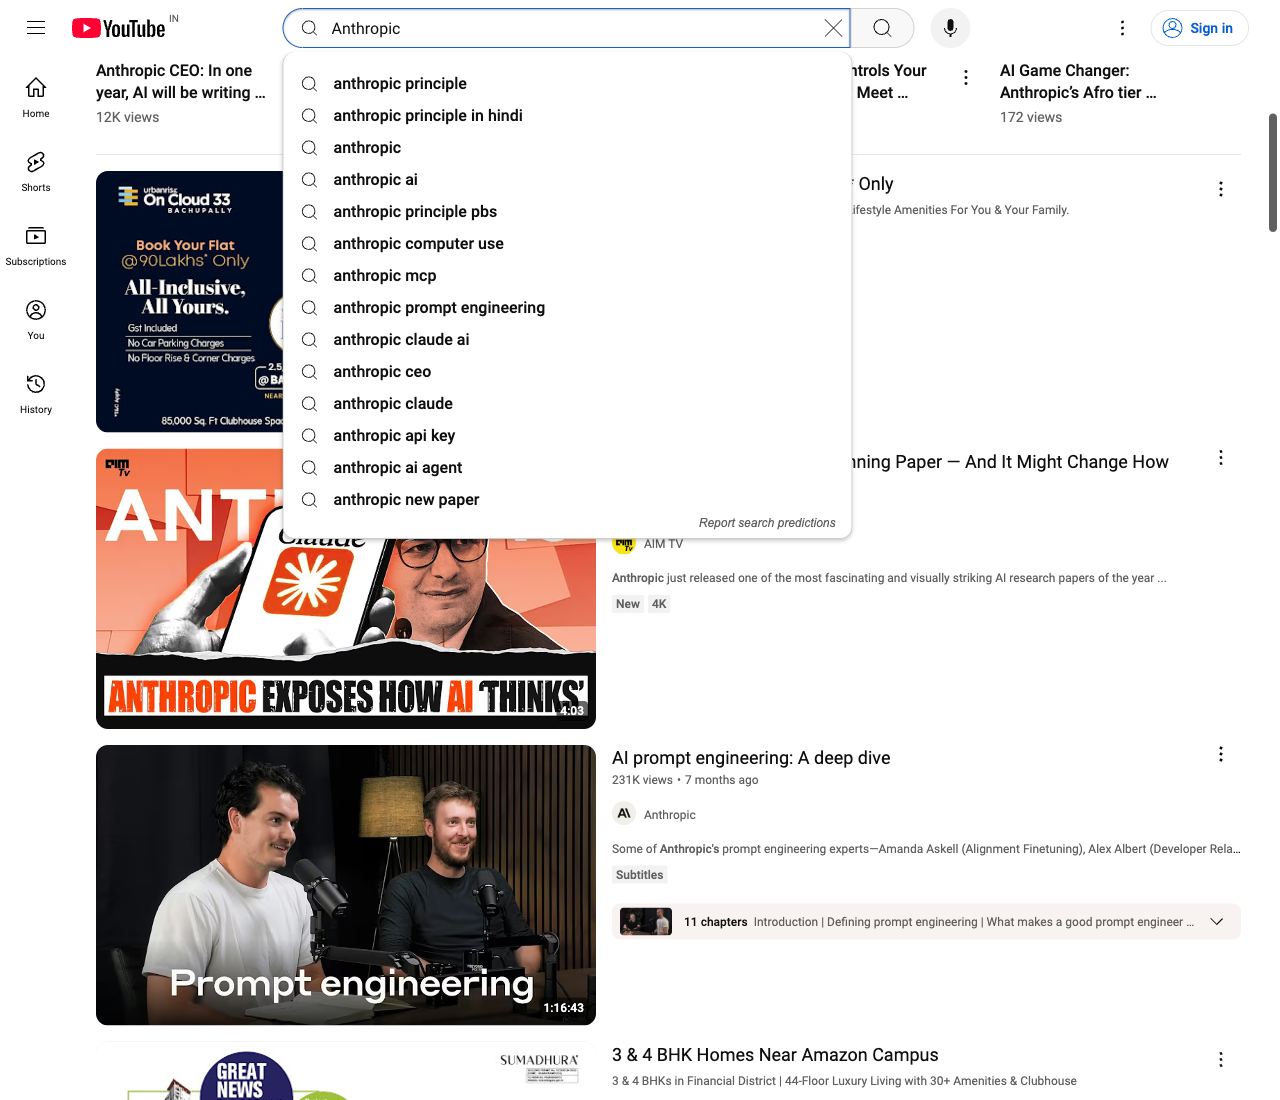 YouTube IN
Anthropic
Sign in
Home
Shorts
Subscriptions
You
History
Anthropic CEO: In one
year, AI will be writing ...
12K views
ntrols Your
Meet ...
AI Game Changer:
Anthropic's Afro tier ...
172 views
anthropic principle
anthropic principle in hindi
anthropic
anthropic ai
anthropic principle pbs
anthropic computer use
anthropic mcp
anthropic prompt engineering
anthropic claude ai
anthropic ceo
anthropic claude
anthropic api key
anthropic ai agent
anthropic new paper
Report search predictions
urbanrise
On Cloud 33
BACHUPALLY
Book Your Flat
@90Lakhs* Only
All-Inclusive,
All Yours.
Gst Included
No Car Parking Charges
No Floor Rise & Corner Charges
2.5,
@BA
NEAR
*T&C Apply
85,000 Sq. Ft Clubhouse Spac
Only
ifestyle Amenities For You & Your Family.
AIM
Tv
ANT
Claude
ANTHROPIC EXPOSES HOW AI 'THINKS'
4:03
nning Paper — And It Might Change How
AIM TV
Anthropic just released one of the most fascinating and visually striking AI research papers of the year ...
New 4K
Prompt engineering
1:16:43
AI prompt engineering: A deep dive
231K views • 7 months ago
Anthropic
Some of Anthropic's prompt engineering experts—Amanda Askell (Alignment Finetuning), Alex Albert (Developer Rela...
Subtitles
11 chapters Introduction | Defining prompt engineering | What makes a good prompt engineer ...
GREAT
NEWS
SUMADHURA
3 & 4 BHK Homes Near Amazon Campus
3 & 4 BHKs in Financial District | 44-Floor Luxury Living with 30+ Amenities & Clubhouse